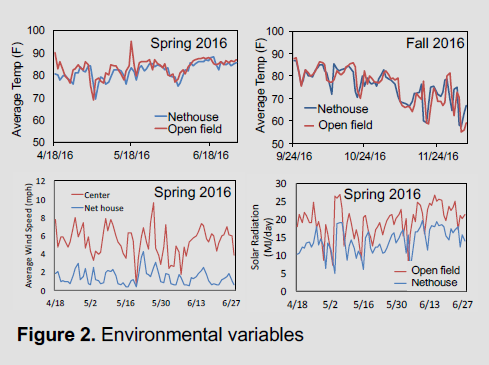 Spring 2016
Average Temp (F)
100
90
80
70
60
50
Nethouse
Open field
4/18/16
5/18/16
6/18/16
Fall 2016
Average Temp (F)
100
90
80
70
60
50
Nethouse
Open field
9/24/16
10/24/16
11/24/16
Spring 2016
Average Wind Speed (mph)
12
10
8
6
4
2
0
Center
Net house
4/18
5/2
5/16
5/30
6/13
6/27
Spring 2016
Solar Radiation
(MJ/day)
30
25
20
15
10
5
0
Open field
Nethouse
4/18
5/2
5/16
5/30
6/13
6/27
Figure 2. Environmental variables